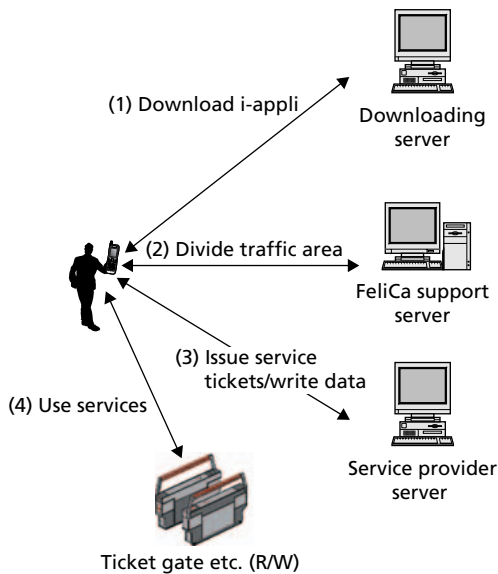 (1) Download i-appli
Downloading
server
(2) Divide traffic area
FeliCa support
server
(3) Issue service
tickets/write data
(4) Use services
Service provider
server
Ticket gate etc. (R/W)